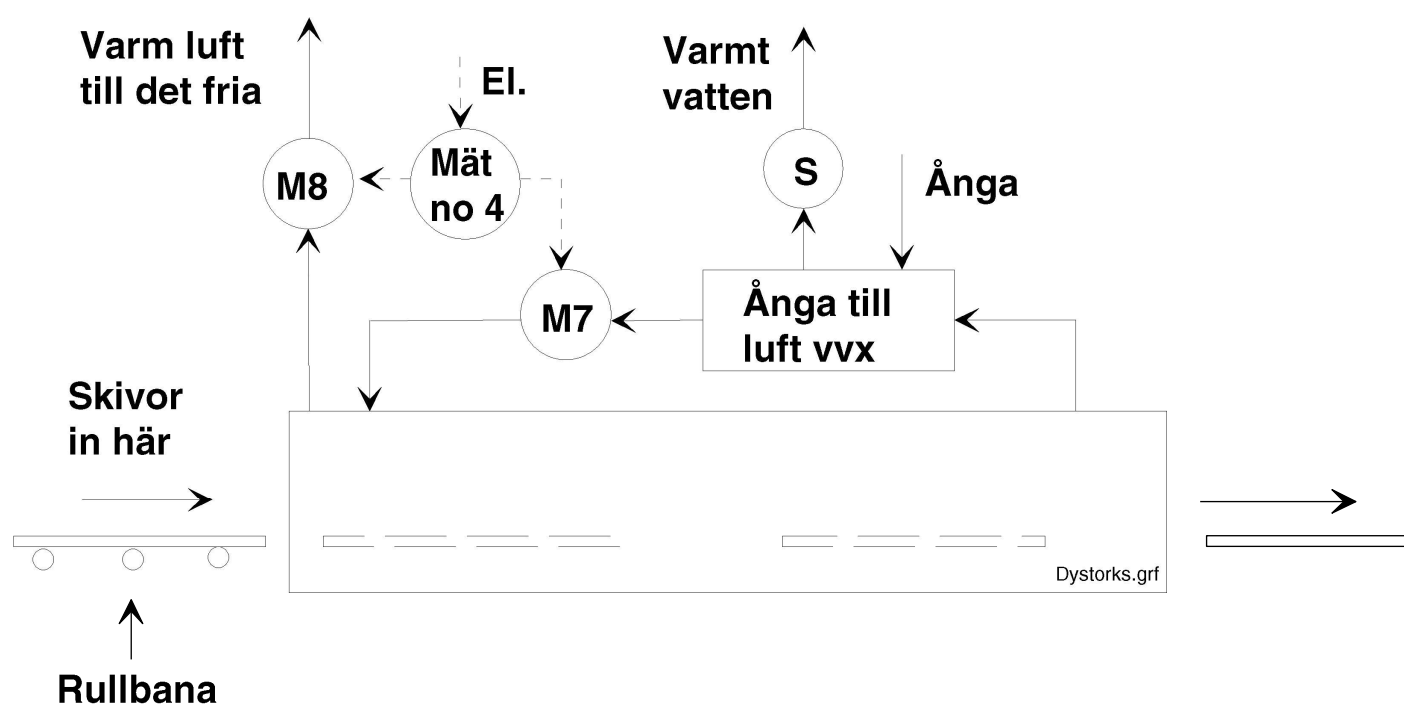 Varm luft
till det fria
El.
Varmt
vatten
M8
Mät
no 4
S
Ånga
M7
Ånga till
luft vvx
Skivor
in här
Dystorks.grf
Rullbana